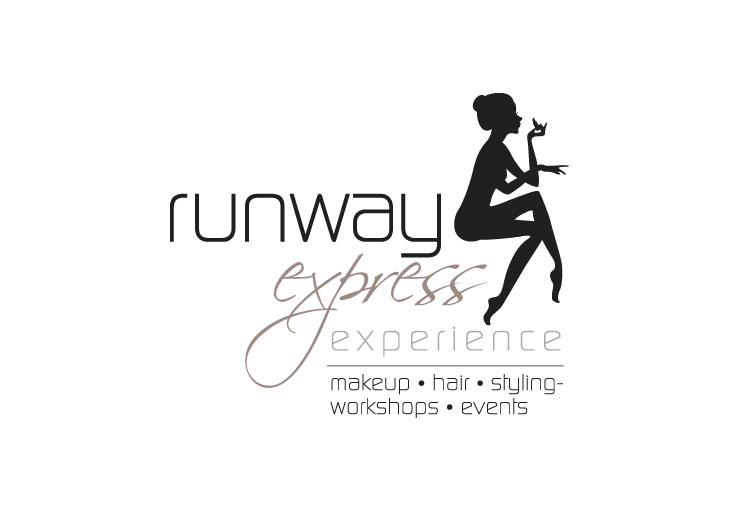 runway
express
experience
makeup • hair • styling-
workshops • events